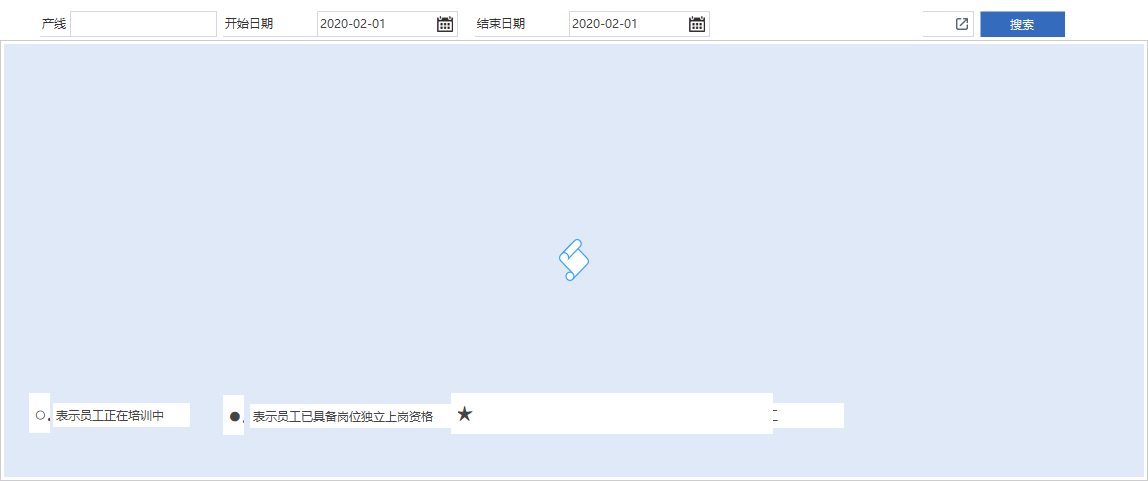 产线 开始日期 2020-02-01 结束日期 2020-02-01 搜索
○ 表示员工正在培训中 ● 表示员工已具备岗位独立上岗资格 ★